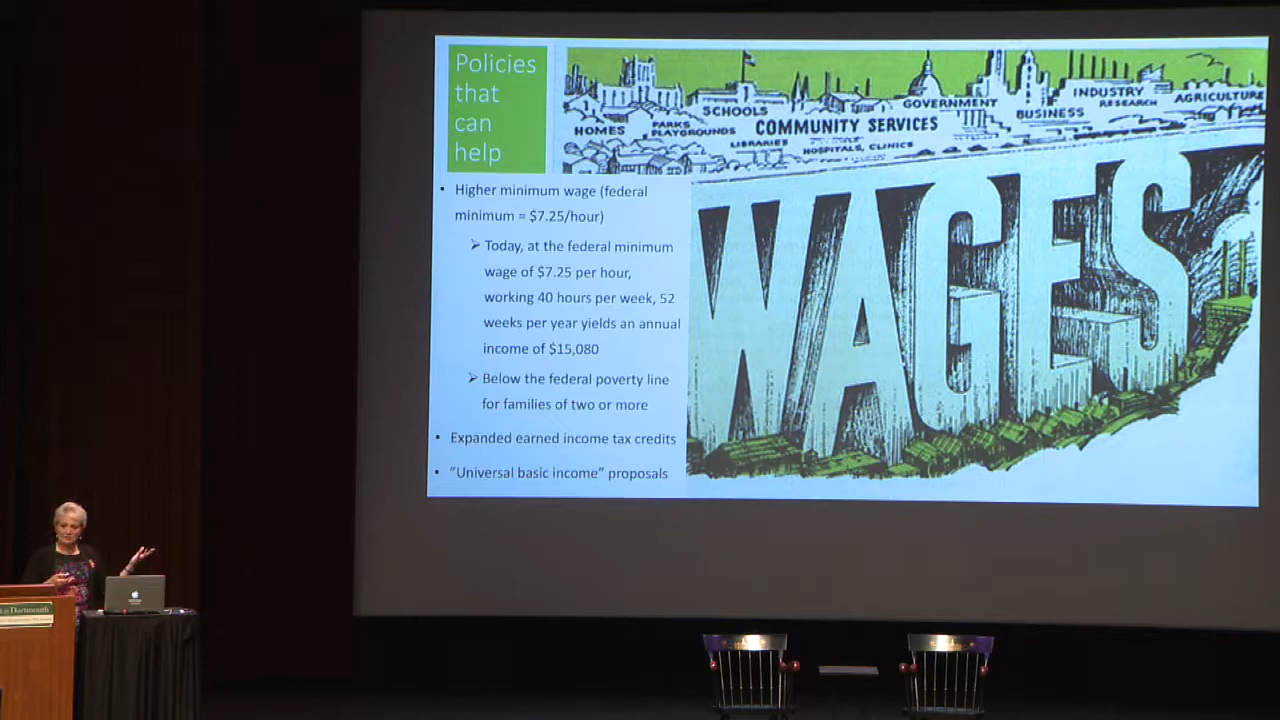 Policies
that
can
help
SCHOOLS
GOVERNMENT
INDUSTRY
RESEARCH
AGRICULTURE
HOMES
PARKS
PLAYGROUNDS
COMMUNITY SERVICES
BUSINESS
LIBRARIES
HOSPITALS, CLINICS
WAGES
• Higher minimum wage (federal
minimum = $7.25/hour)
➢ Today, at the federal minimum
wage of $7.25 per hour,
working 40 hours per week, 52
weeks per year yields an annual
income of $15,080
➢ Below the federal poverty line
for families of two or more
• Expanded earned income tax credits
• “Universal basic income” proposals
Dartmouth